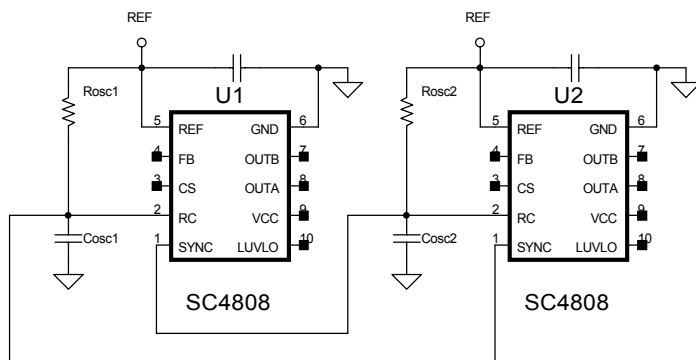 REF
REF
Rosc1
U1
Rosc2
U2
5 REF GND 6
4 FB OUTB 7
3 CS OUTA 8
2 RC VCC 9
1 SYNC LUVLO 10
Cosc1
SC4808
5 REF GND 6
4 FB OUTB 7
3 CS OUTA 8
2 RC VCC 9
1 SYNC LUVLO 10
Cosc2
SC4808